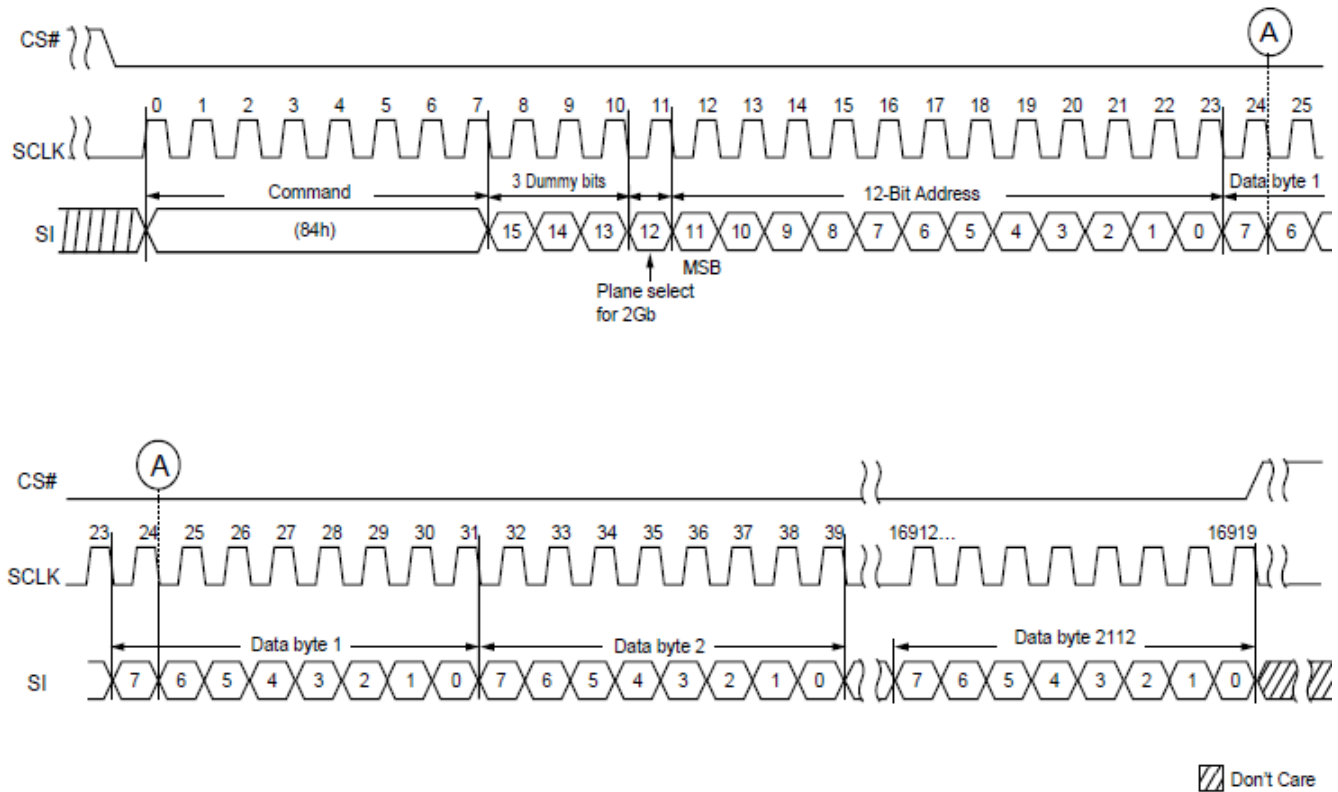 CS#
A
0 1 2 3 4 5 6 7 8 9 10 11 12 13 14 15 16 17 18 19 20 21 22 23 24 25
SCLK
Command 3 Dummy bits 12-Bit Address Data byte 1
SI (84h) 15 14 13 12 11 10 9 8 7 6 5 4 3 2 1 0 7 6
MSB
Plane select
for 2Gb
A
CS#
23 24 25 26 27 28 29 30 31 32 33 34 35 36 37 38 39 16912... 16919
SCLK
Data byte 1 Data byte 2 Data byte 2112
SI 7 6 5 4 3 2 1 0 7 6 5 4 3 2 1 0 7 6 5 4 3 2 1 0
Don't Care